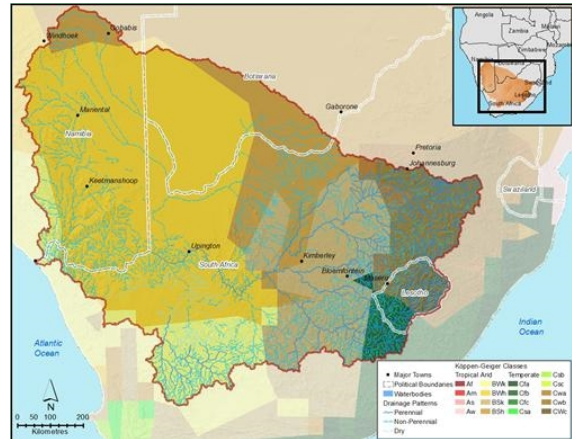 Angola
Zambia
Malawi
Zimbabwe
Botswana
Lesotho
South Africa
Gobabis
Windhoek
Botswana
Gaborone
Mariental
Namibia
Pretoria
Johannesburg
Keetmanshoop
Swaziland
Upington
Kimberley
South Africa
Bloemfontein
Maseru
Lesotho
Atlantic
Ocean
Indian
Ocean
N
0 50 100 200
Kilometres
Major Towns
Political Boundaries
Waterbodies
Drainage Patterns
Perennial
Non-Perennial
Dry
Köppen-Geiger Classes
Tropical Arid Temperate
Af
Am
As
Aw
BWk
BWh
BSk
BSh
Cfa
Cfb
Cfc
Csa
Csb
Csc
Cwa
Cwb
CWc